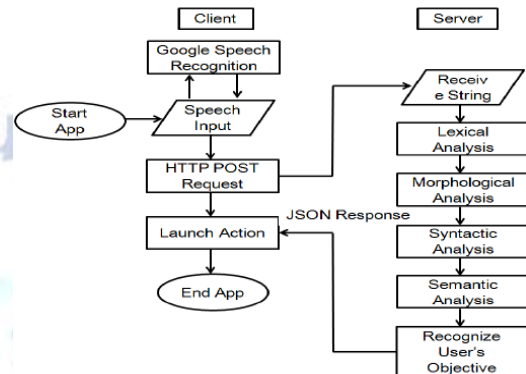 Client
Server
Google Speech
Recognition
Start
App
Speech
Input
HTTP POST
Request
Launch Action
End App
JSON Response
Receiv
e String
Lexical
Analysis
Morphological
Analysis
Syntactic
Analysis
Semantic
Analysis
Recognize
User's
Objective